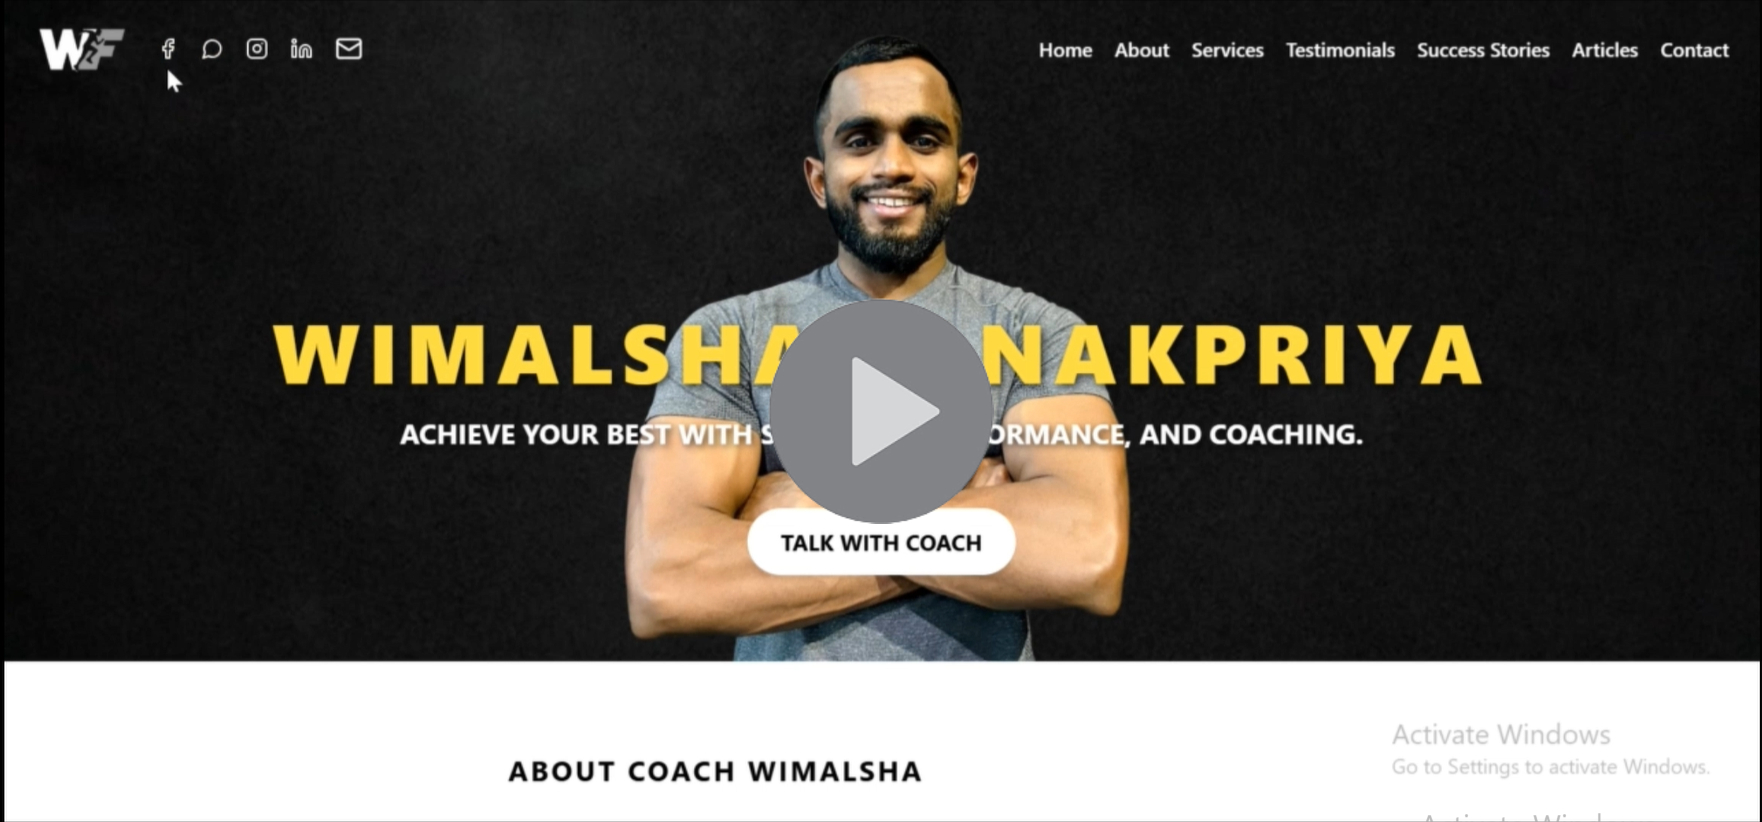 WF
Home About Services Testimonials Success Stories Articles Contact
WIMALSHA NAKPRIYA
ACHIEVE YOUR BEST WITH AND COACHING.
TALK WITH COACH
ABOUT COACH WIMALSHA
Activate Windows
Go to Settings to activate Windows.